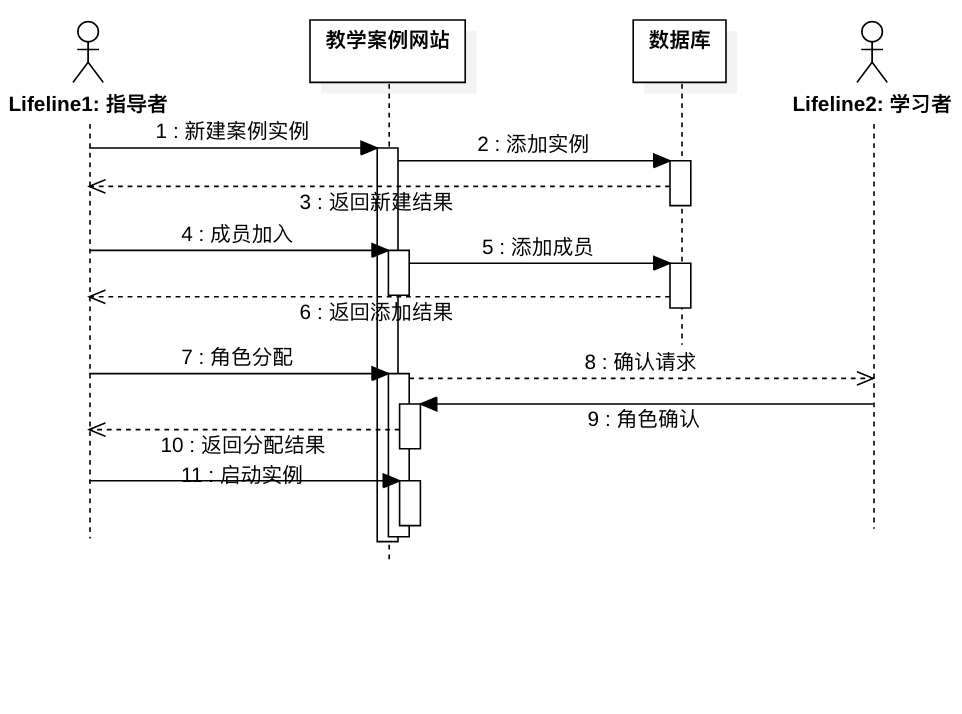 教学案例网站
数据库
Lifeline1: 指导者
Lifeline2: 学习者
1 : 新建案例实例
2 : 添加实例
3 : 返回新建结果
4 : 成员加入
5 : 添加成员
6 : 返回添加结果
7 : 角色分配
8 : 确认请求
9 : 角色确认
10 : 返回分配结果
11 : 启动实例